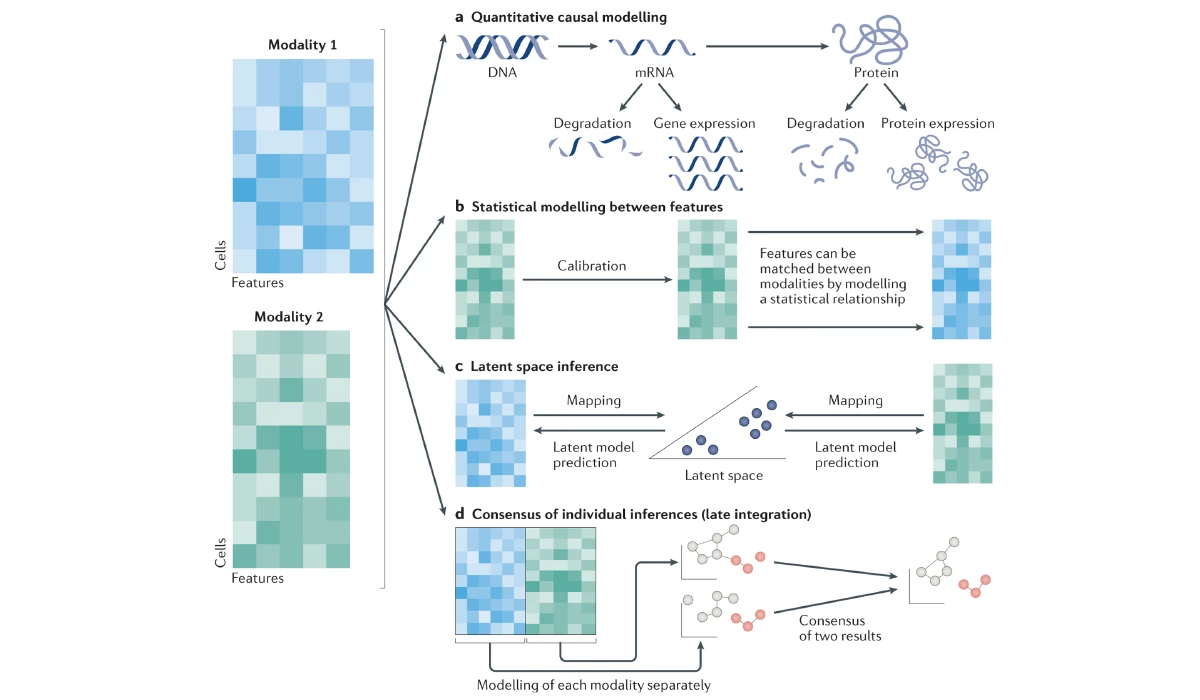 Modality 1
Cells
Features
Modality 2
Cells
Features
a Quantitative causal modelling
DNA
mRNA
Protein
Degradation
Gene expression
Degradation
Protein expression
b Statistical modelling between features
Calibration
Features can be
matched between
modalities by modelling
a statistical relationship
c Latent space inference
Mapping
Latent model
prediction
Latent space
Mapping
Latent model
prediction
d Consensus of individual inferences (late integration)
Consensus
of two results
Modelling of each modality separately